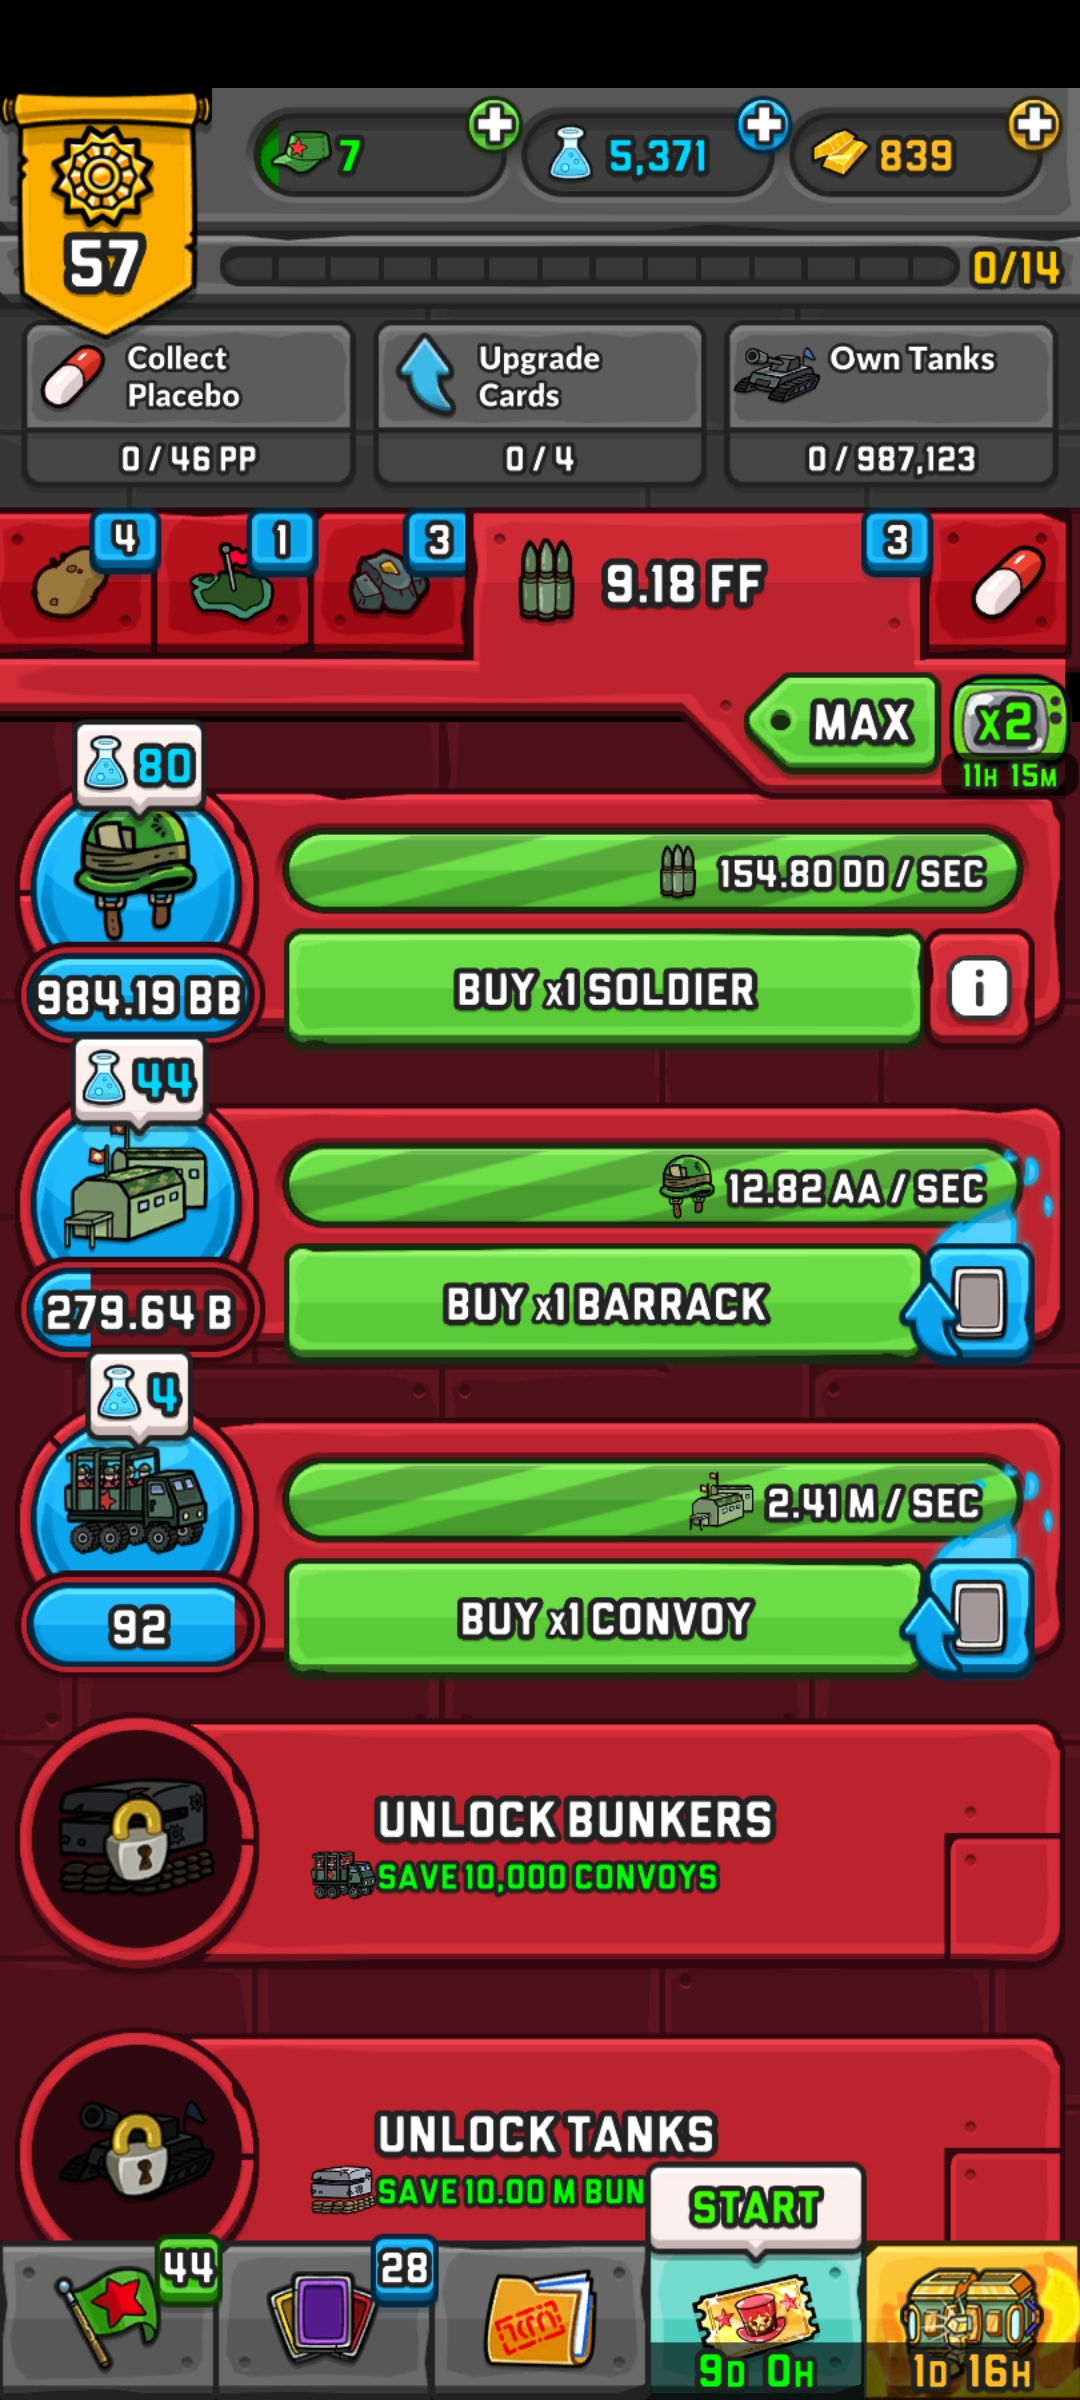 7
5,371
839
57
0/14
Collect
Placebo
0 / 46 PP
Upgrade
Cards
0 / 4
Own Tanks
0 / 987,123
4
1
3
9.18 FF
3
MAX
x2
11H 15M
80
154.80 DD / SEC
984.19 BB
BUY x1 SOLDIER
i
44
12.82 AA / SEC
279.64 B
BUY x1 BARRACK
4
2.41 M / SEC
92
BUY x1 CONVOY
UNLOCK BUNKERS
SAVE 10,000 CONVOYS
UNLOCK TANKS
SAVE 10.00 M BUN
START
44
28
9D 0H
1D 16H